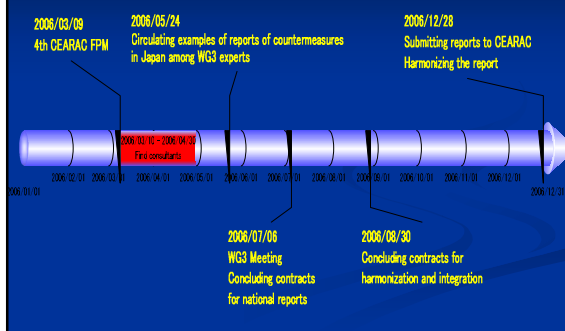 2006/03/09
4th CEARAC FPM
2006/05/24
Circulating examples of reports of countermeasures
in Japan among WG3 experts
2006/12/28
Submitting reports to CEARAC
Harmonizing the report
2006/03/10 - 2006/04/30
Find consultants
2006/01/01
2006/02/01
2006/03/01
2006/04/01
2006/05/01
2006/06/01
2006/07/01
2006/08/01
2006/09/01
2006/10/01
2006/11/01
2006/12/01
2006/12/31
2006/07/06
WG3 Meeting
Concluding contracts
for national reports
2006/08/30
Concluding contracts for
harmonization and integration